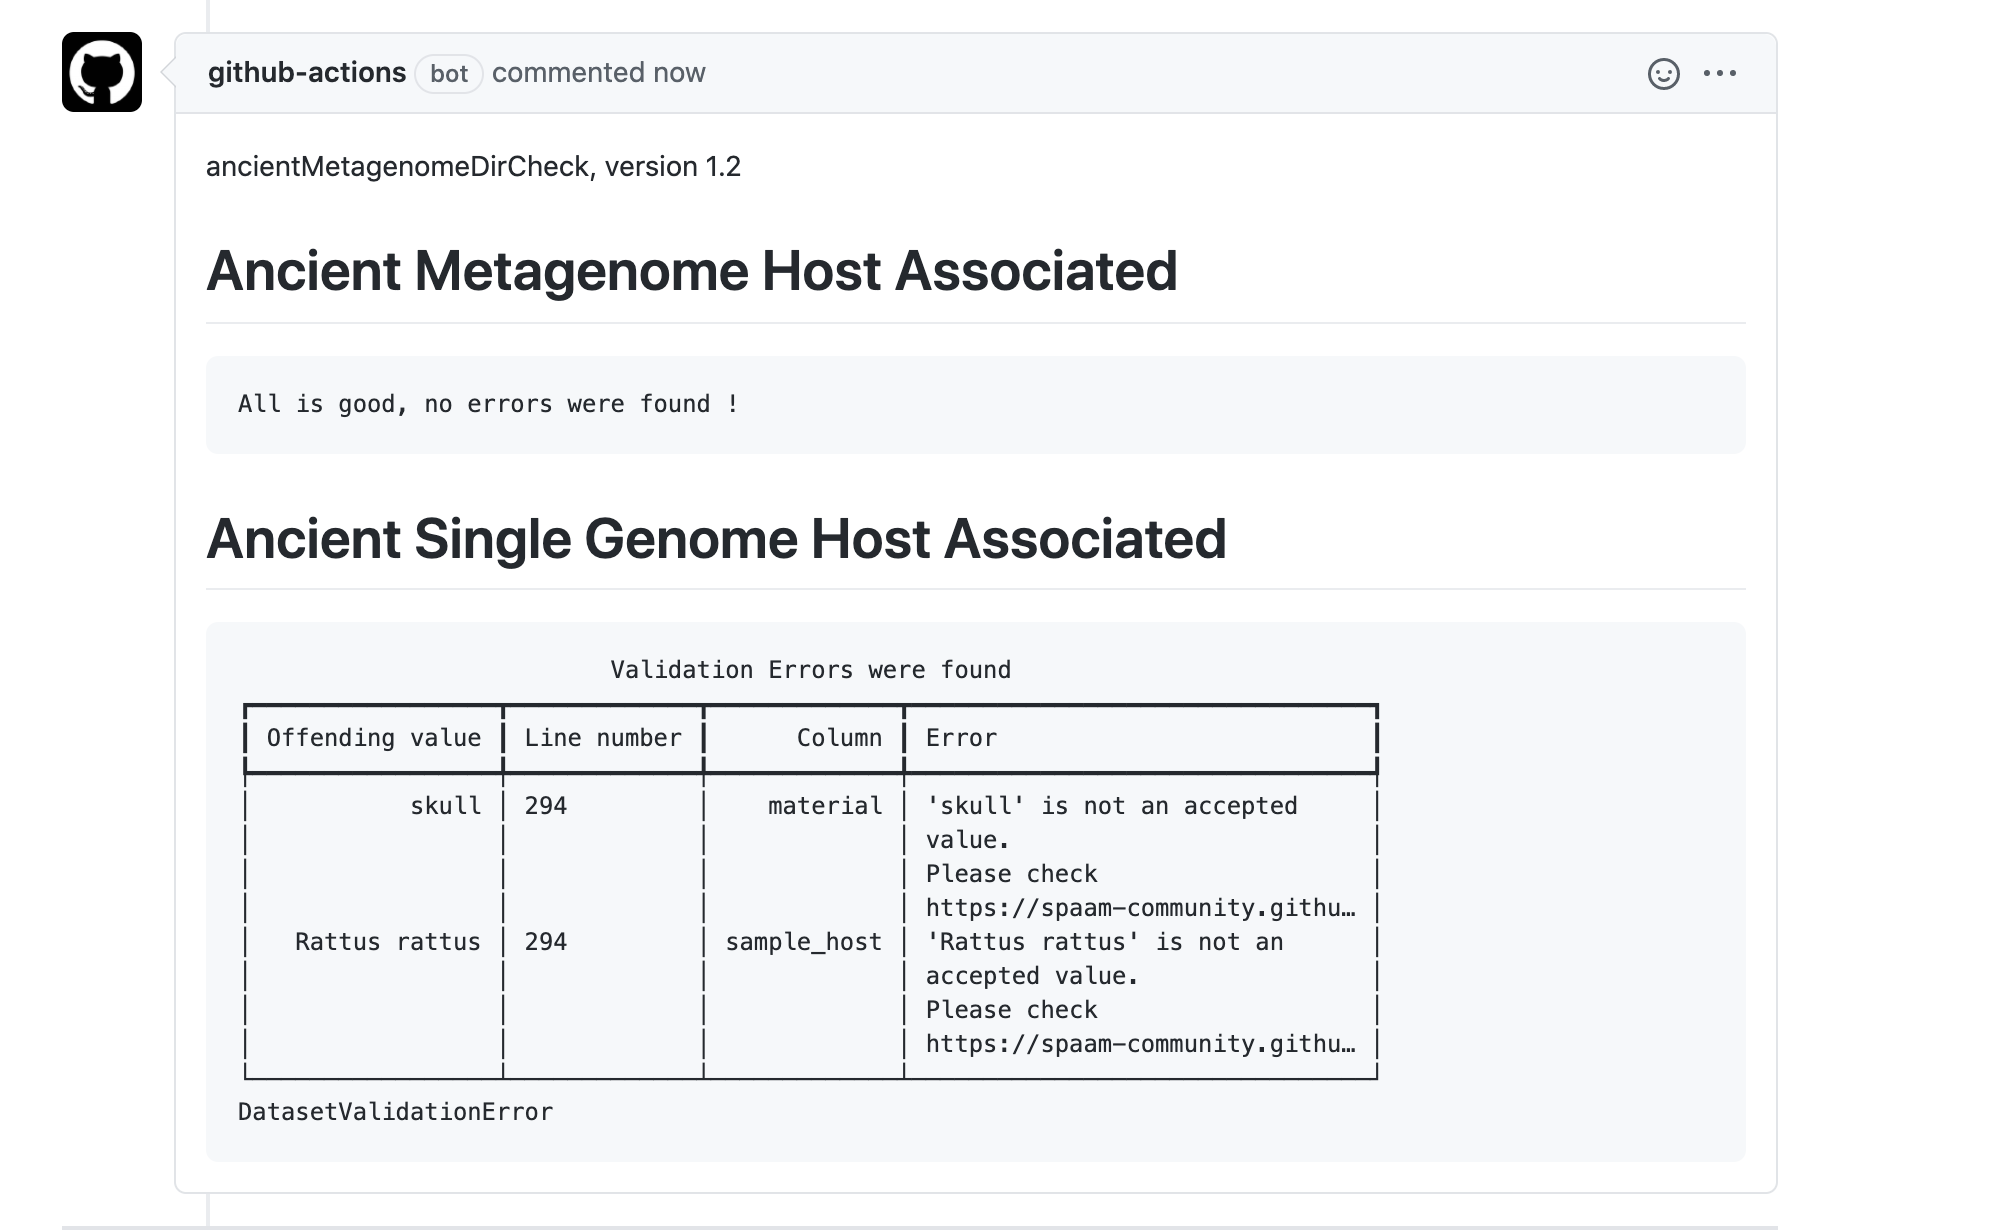 github-actions bot commented now
ancientMetagenomeDirCheck, version 1.2
Ancient Metagenome Host Associated
All is good, no errors were found !
Ancient Single Genome Host Associated
Validation Errors were found
Offending value Line number Column Error
skull 294 material 'skull' is not an accepted
value.
Please check
https://spaam-community.githu…
Rattus rattus 294 sample_host 'Rattus rattus' is not an
accepted value.
Please check
https://spaam-community.githu…
DatasetValidationError